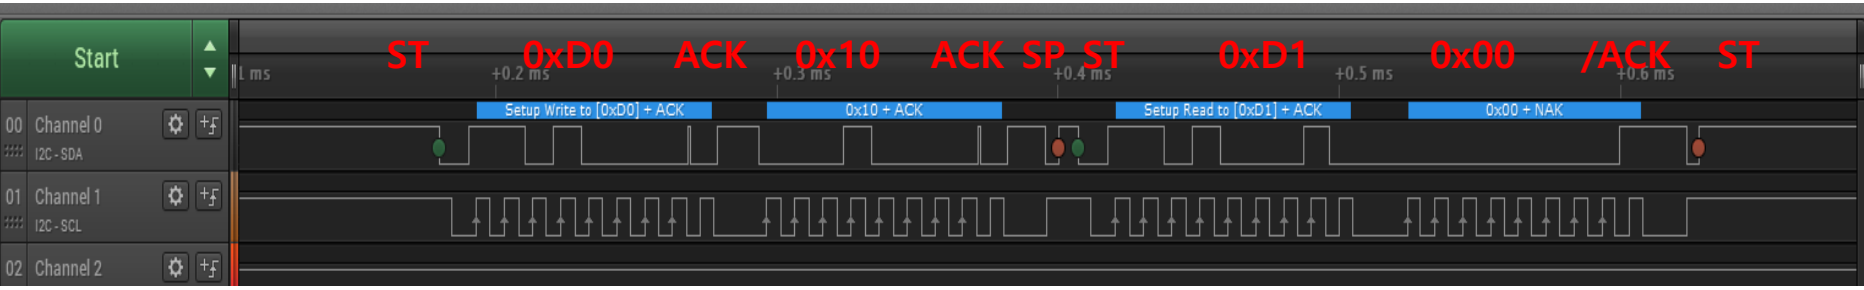 Start
ST 0xD0 ACK 0x10 ACK SP ST 0xD1 0x00 /ACK ST
1 ms +0.2 ms +0.3 ms +0.4 ms +0.5 ms +0.6 ms
Setup Write to [0xD0] + ACK 0x10 + ACK Setup Read to [0xD1] + ACK 0x00 + NAK
00 Channel 0
I2C - SDA
01 Channel 1
I2C - SCL
02 Channel 2